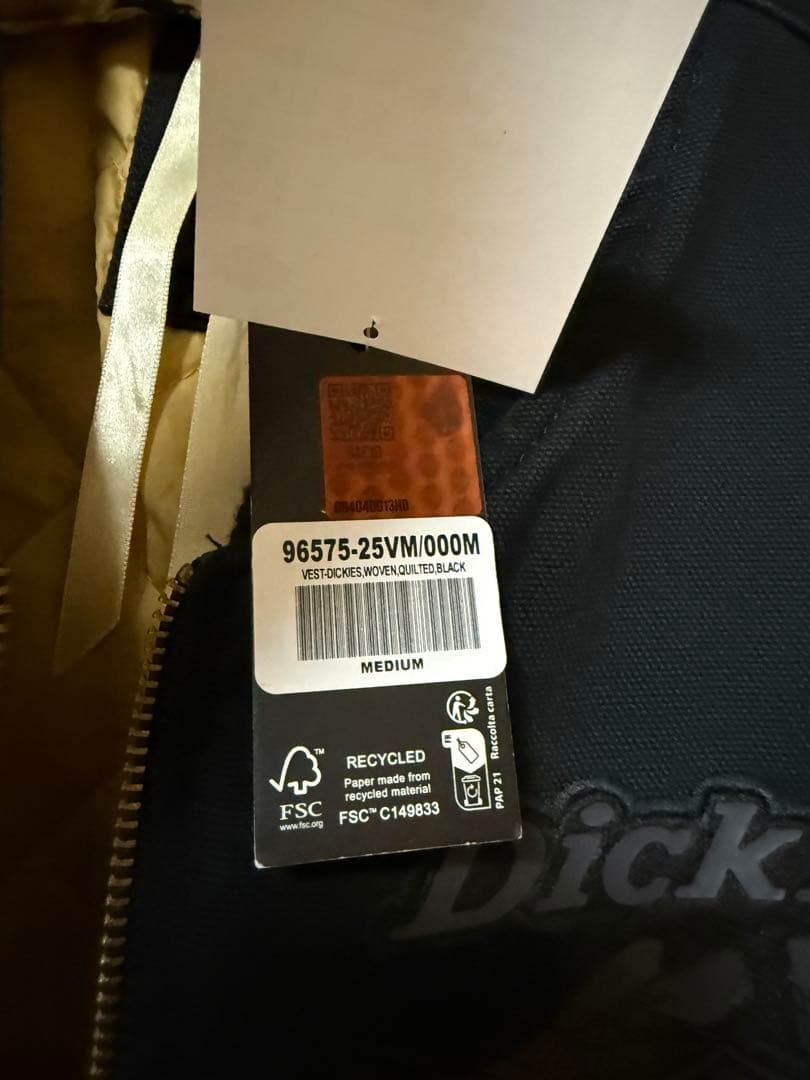 96575-25VM/000M
VEST-DICKIES,WOVEN,QUILTED,BLACK
MEDIUM
RECYCLED
Paper made from
recycled material
FSC™ C149833
FSC
www.fsc.org
PAP 21 Raccolta carta
Dick